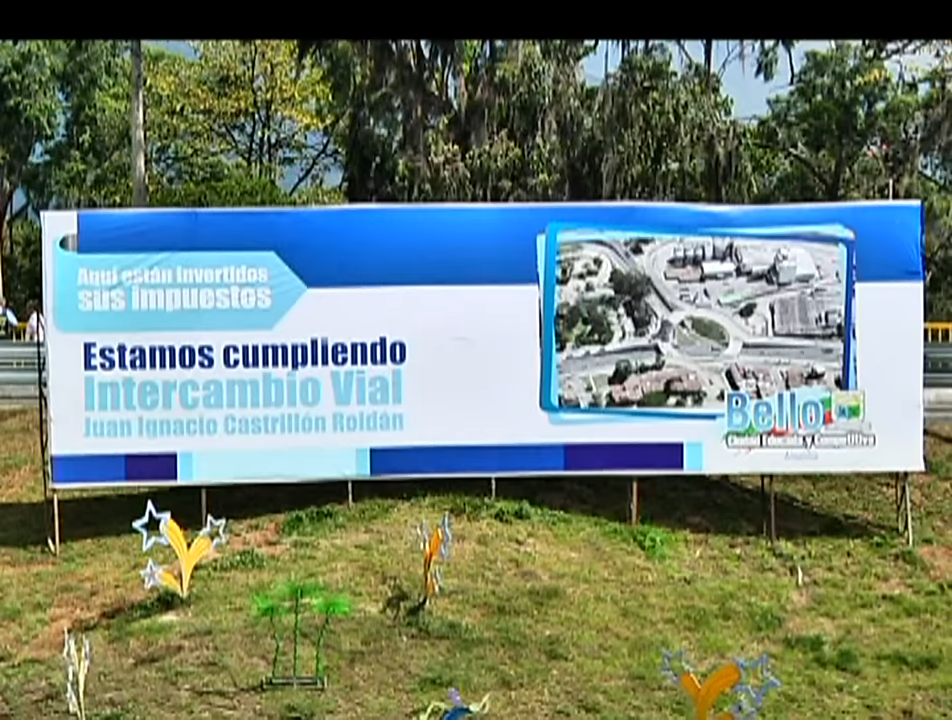 Aquí están invertidos
sus impuestos
Estamos cumpliendo
Intercambio Vial
Juan Ignacio Castrillón Roldán
Bello
Ciudad Educada y Competitiva